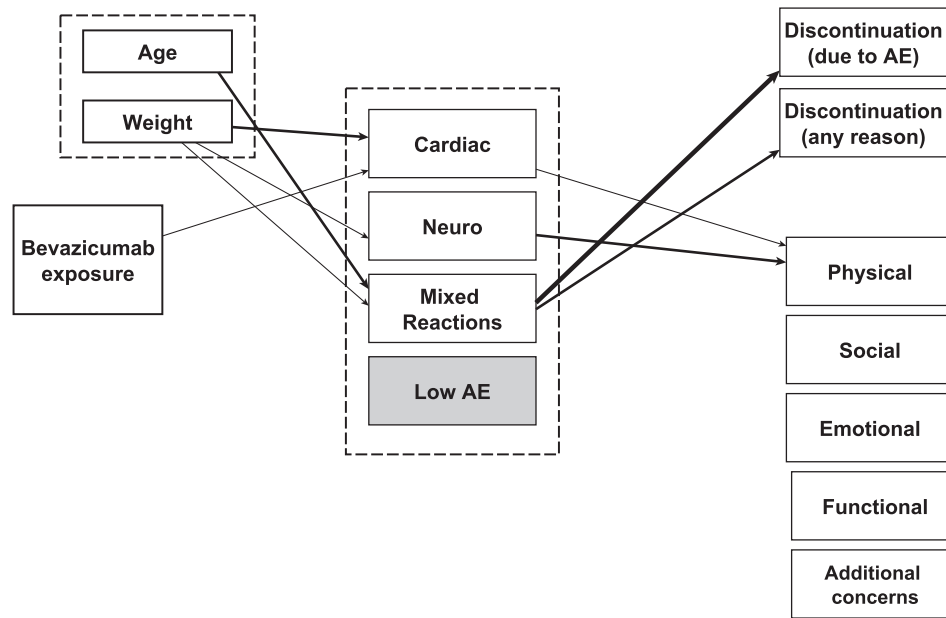 Age
Weight
Bevazicumab
exposure
Cardiac
Neuro
Mixed
Reactions
Low AE
Discontinuation
(due to AE)
Discontinuation
(any reason)
Physical
Social
Emotional
Functional
Additional
concerns